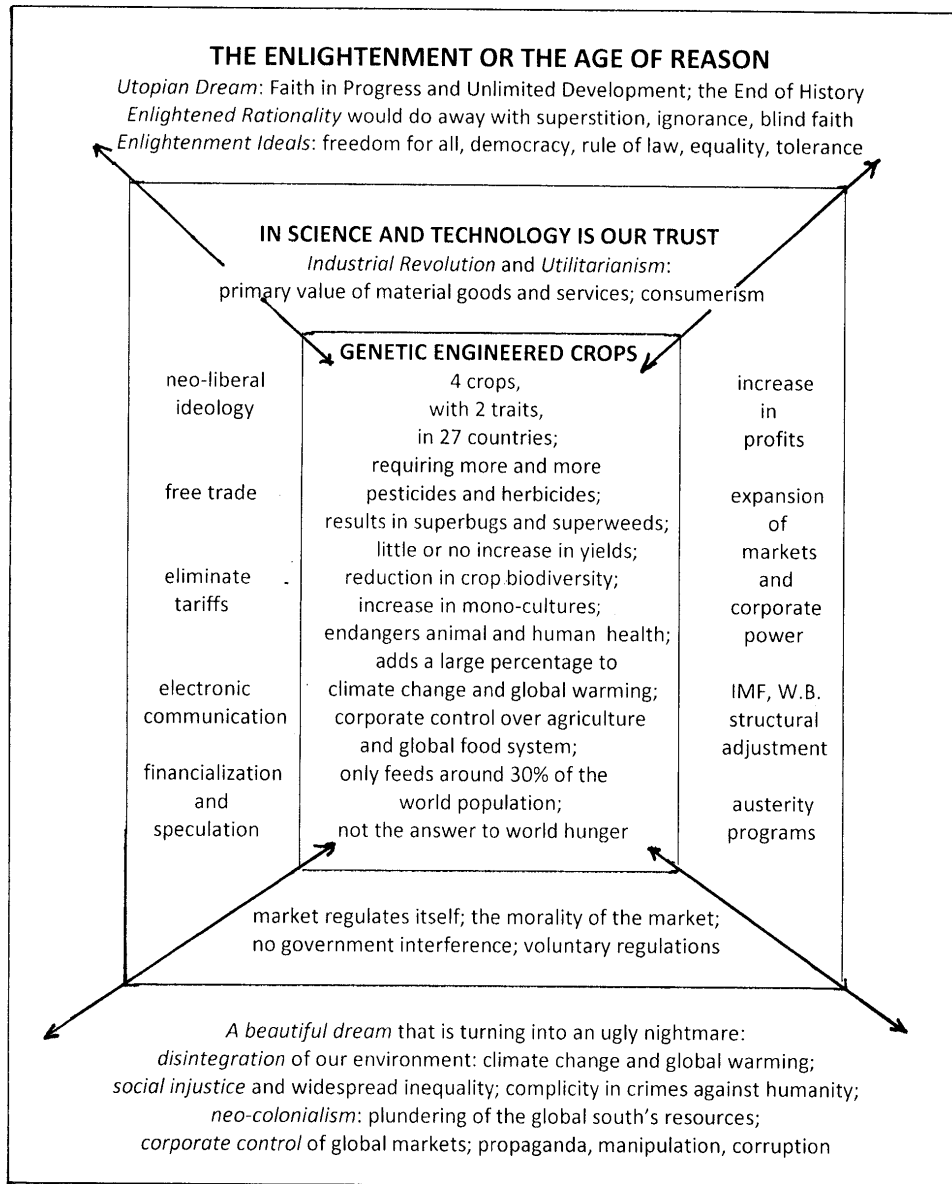 THE ENLIGHTENMENT OR THE AGE OF REASON
Utopian Dream: Faith in Progress and Unlimited Development; the End of History
Enlightened Rationality would do away with superstition, ignorance, blind faith
Enlightenment Ideals: freedom for all, democracy, rule of law, equality, tolerance
IN SCIENCE AND TECHNOLOGY IS OUR TRUST
Industrial Revolution and Utilitarianism:
primary value of material goods and services; consumerism
neo-liberal
ideology
free trade
eliminate
tariffs
electronic
communication
financialization
and
speculation
GENETIC ENGINEERED CROPS
4 crops,
with 2 traits,
in 27 countries;
requiring more and more
pesticides and herbicides;
results in superbugs and superweeds;
little or no increase in yields;
reduction in crop biodiversity;
increase in mono-cultures;
endangers animal and human health;
adds a large percentage to
climate change and global warming;
corporate control over agriculture
and global food system;
only feeds around 30% of the
world population;
not the answer to world hunger
increase
in
profits
expansion
of
markets
and
corporate
power
IMF, W.B.
structural
adjustment
austerity
programs
market regulates itself; the morality of the market;
no government interference; voluntary regulations
A beautiful dream that is turning into an ugly nightmare:
disintegration of our environment: climate change and global warming;
social injustice and widespread inequality; complicity in crimes against humanity;
neo-colonialism: plundering of the global south's resources;
corporate control of global markets; propaganda, manipulation, corruption